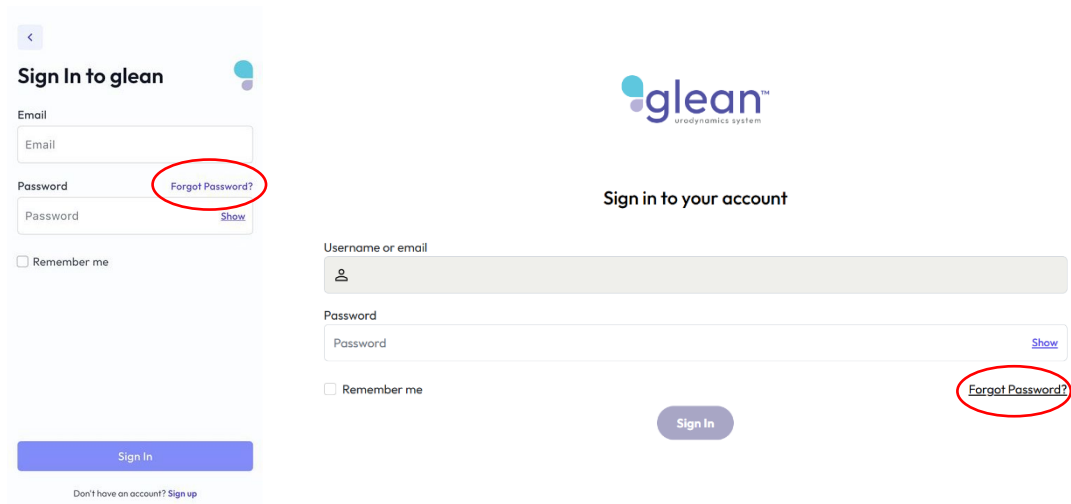 Sign In to glean
Email
Email
Password Forgot Password?
Password Show
Remember me
Sign In
Don't have an account? Sign up
glean™
urodynamics system
Sign in to your account
Username or email
Password
Password Show
Remember me Forgot Password?
Sign In